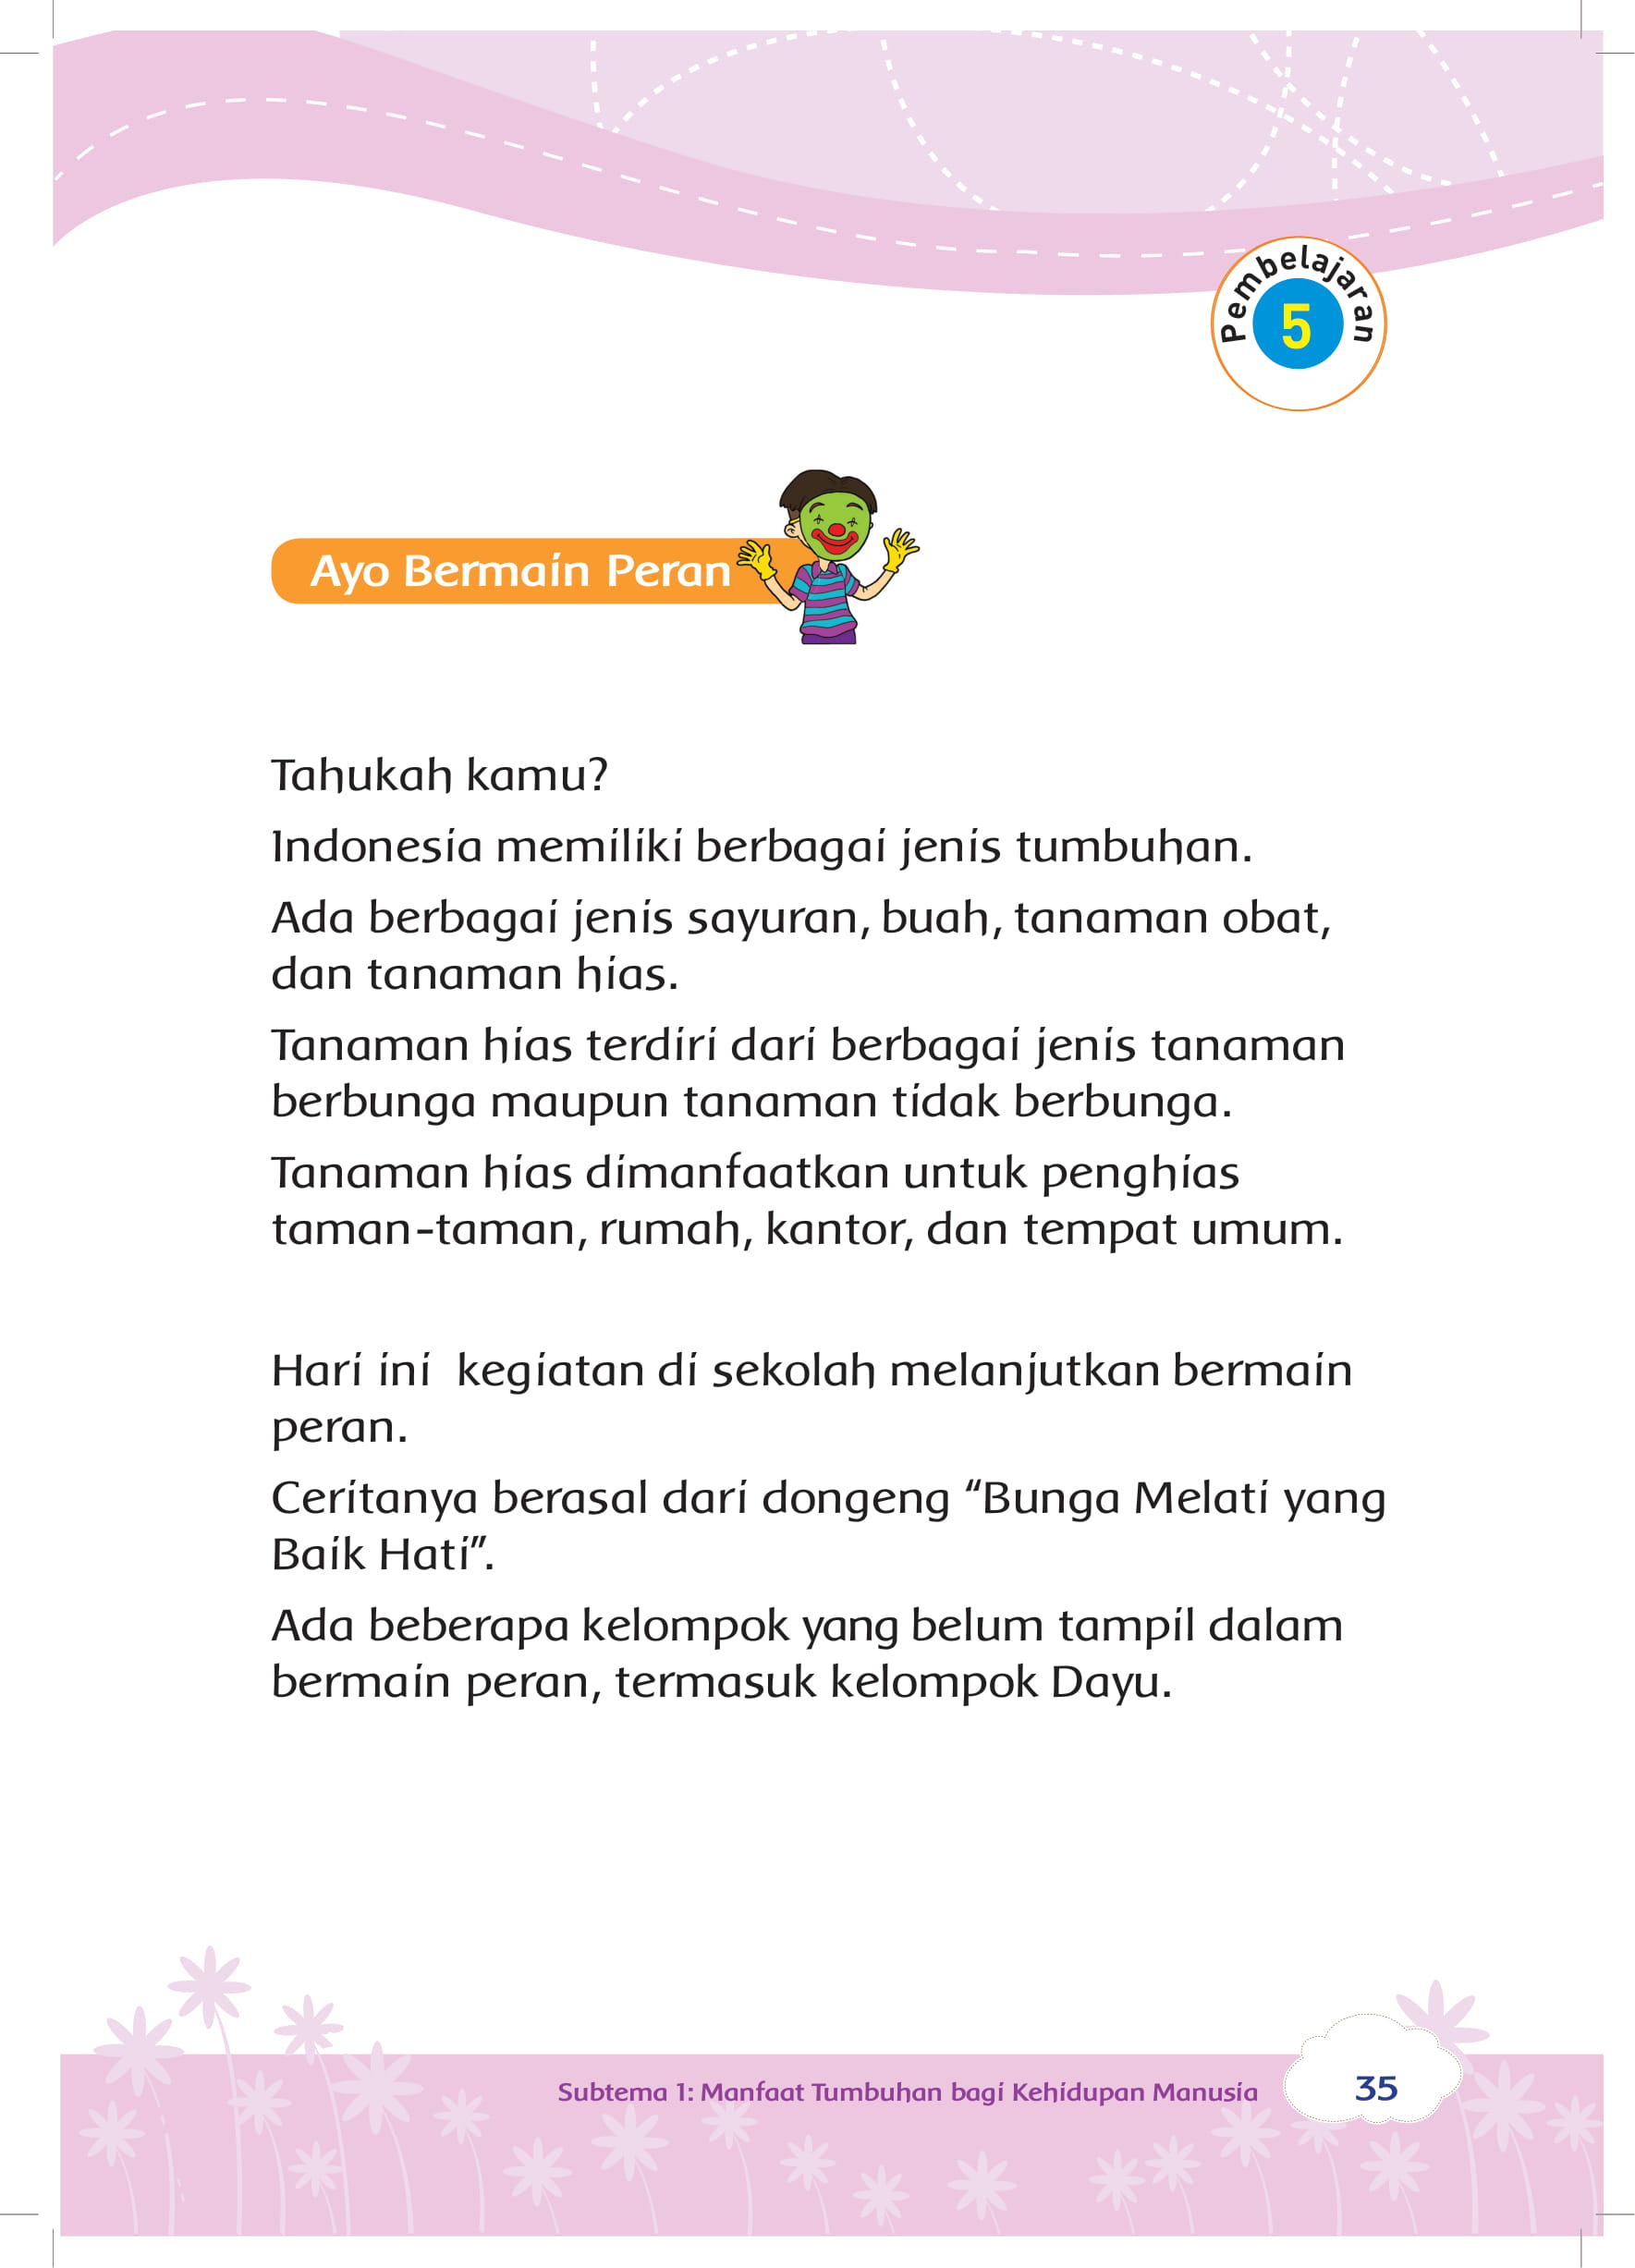 Pembelajaran
5
Ayo Bermain Peran
Tahukah kamu?
Indonesia memiliki berbagai jenis tumbuhan.
Ada berbagai jenis sayuran, buah, tanaman obat,
dan tanaman hias.
Tanaman hias terdiri dari berbagai jenis tanaman
berbunga maupun tanaman tidak berbunga.
Tanaman hias dimanfaatkan untuk penghias
taman-taman, rumah, kantor, dan tempat umum.
Hari ini  kegiatan di sekolah melanjutkan bermain
peran.
Ceritanya berasal dari dongeng “Bunga Melati yang
Baik Hati”.
Ada beberapa kelompok yang belum tampil dalam
bermain peran, termasuk kelompok Dayu.
Subtema 1: Manfaat Tumbuhan bagi Kehidupan Manusia
35